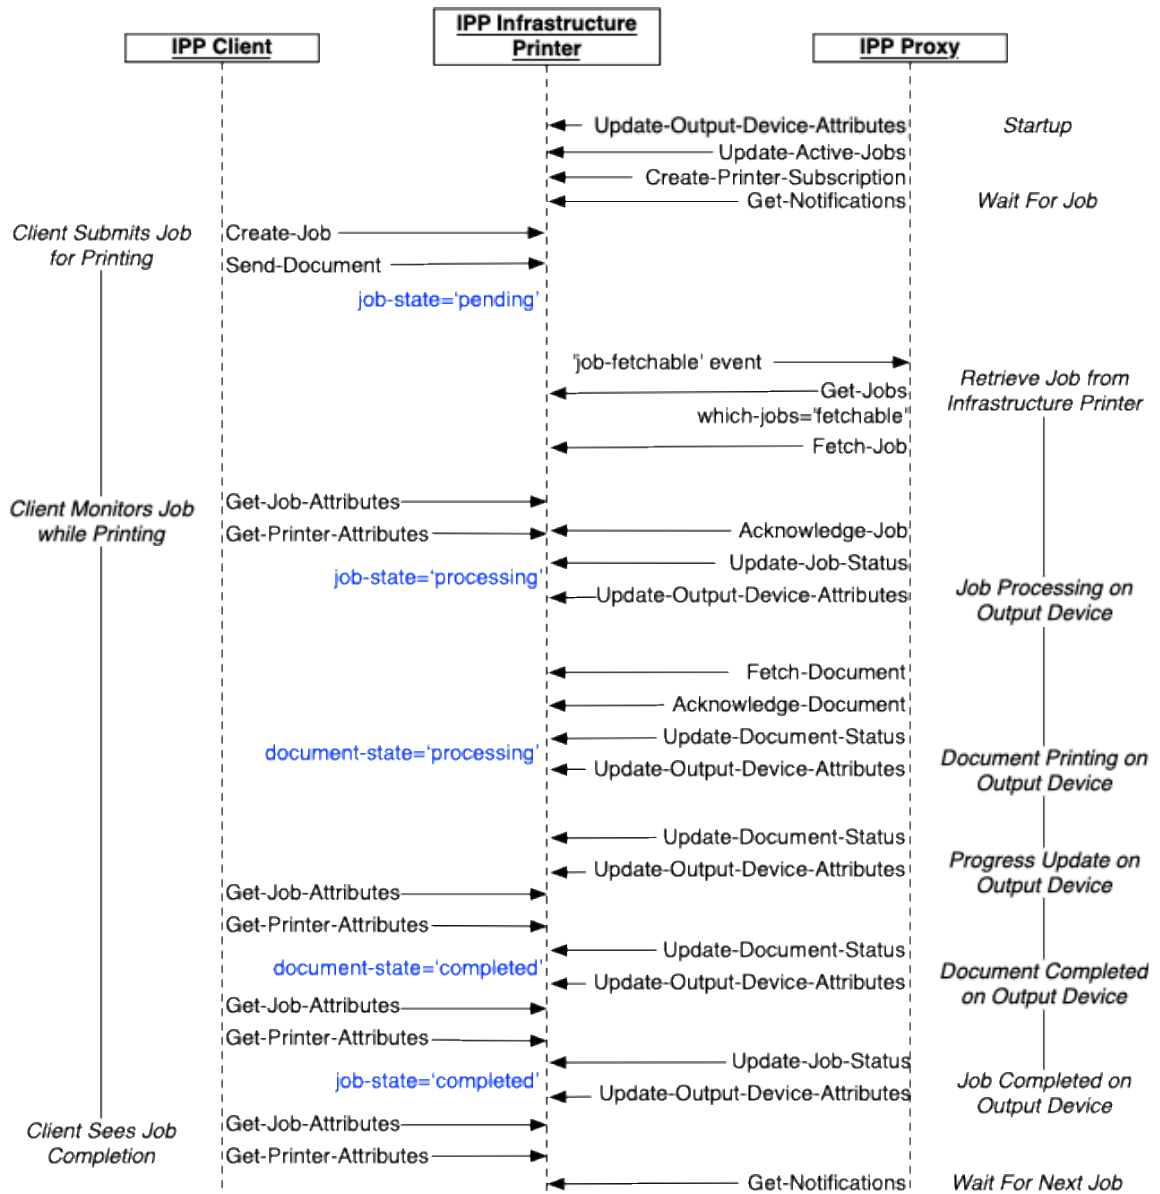 IPP Client
IPP Infrastructure
Printer
IPP Proxy
Update-Output-Device-Attributes
Startup
Update-Active-Jobs
Create-Printer-Subscription
Get-Notifications
Wait For Job
Client Submits Job
for Printing
Create-Job
Send-Document
job-state=‘pending’
'job-fetchable' event
Get-Jobs
which-jobs='fetchable'
Retrieve Job from
Infrastructure Printer
Fetch-Job
Client Monitors Job
while Printing
Get-Job-Attributes
Get-Printer-Attributes
Acknowledge-Job
Update-Job-Status
job-state=‘processing’
Update-Output-Device-Attributes
Job Processing on
Output Device
Fetch-Document
Acknowledge-Document
Update-Document-Status
document-state=‘processing’
Update-Output-Device-Attributes
Document Printing on
Output Device
Update-Document-Status
Update-Output-Device-Attributes
Progress Update on
Output Device
Get-Job-Attributes
Get-Printer-Attributes
Update-Document-Status
document-state=‘completed’
Update-Output-Device-Attributes
Document Completed
on Output Device
Get-Job-Attributes
Get-Printer-Attributes
Update-Job-Status
job-state=‘completed’
Update-Output-Device-Attributes
Job Completed on
Output Device
Client Sees Job
Completion
Get-Job-Attributes
Get-Printer-Attributes
Get-Notifications
Wait For Next Job